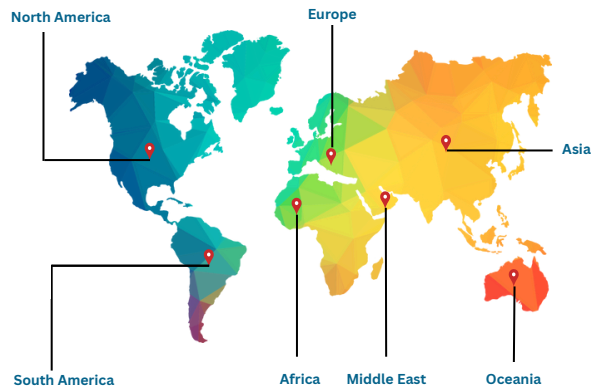 Europe
North America
Asia
South America
Africa
Middle East
Oceania